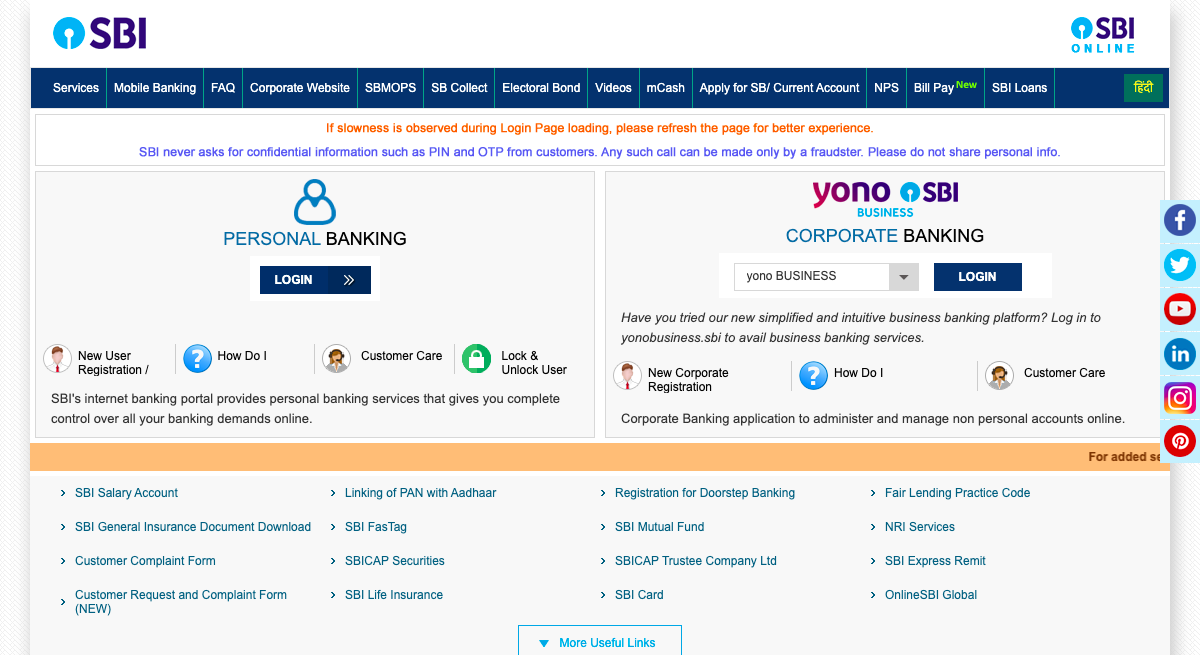 SBI
SBI
ONLINE
Services
Mobile Banking
FAQ
Corporate Website
SBMOPS
SB Collect
Electoral Bond
Videos
mCash
Apply for SB/ Current Account
NPS
Bill Pay New
SBI Loans
हिंदी
If slowness is observed during Login Page loading, please refresh the page for better experience.
SBI never asks for confidential information such as PIN and OTP from customers. Any such call can be made only by a fraudster. Please do not share personal info.
PERSONAL BANKING
LOGIN
New User
Registration /
How Do I
Customer Care
Lock &
Unlock User
SBI's internet banking portal provides personal banking services that gives you complete
control over all your banking demands online.
yono SBI
BUSINESS
CORPORATE BANKING
yono BUSINESS
LOGIN
Have you tried our new simplified and intuitive business banking platform? Log in to
yonobusiness.sbi to avail business banking services.
New Corporate
Registration
How Do I
Customer Care
Corporate Banking application to administer and manage non personal accounts online.
For added se
SBI Salary Account
Linking of PAN with Aadhaar
Registration for Doorstep Banking
Fair Lending Practice Code
SBI General Insurance Document Download
SBI FasTag
SBI Mutual Fund
NRI Services
Customer Complaint Form
SBICAP Securities
SBICAP Trustee Company Ltd
SBI Express Remit
Customer Request and Complaint Form
(NEW)
SBI Life Insurance
SBI Card
OnlineSBI Global
More Useful Links